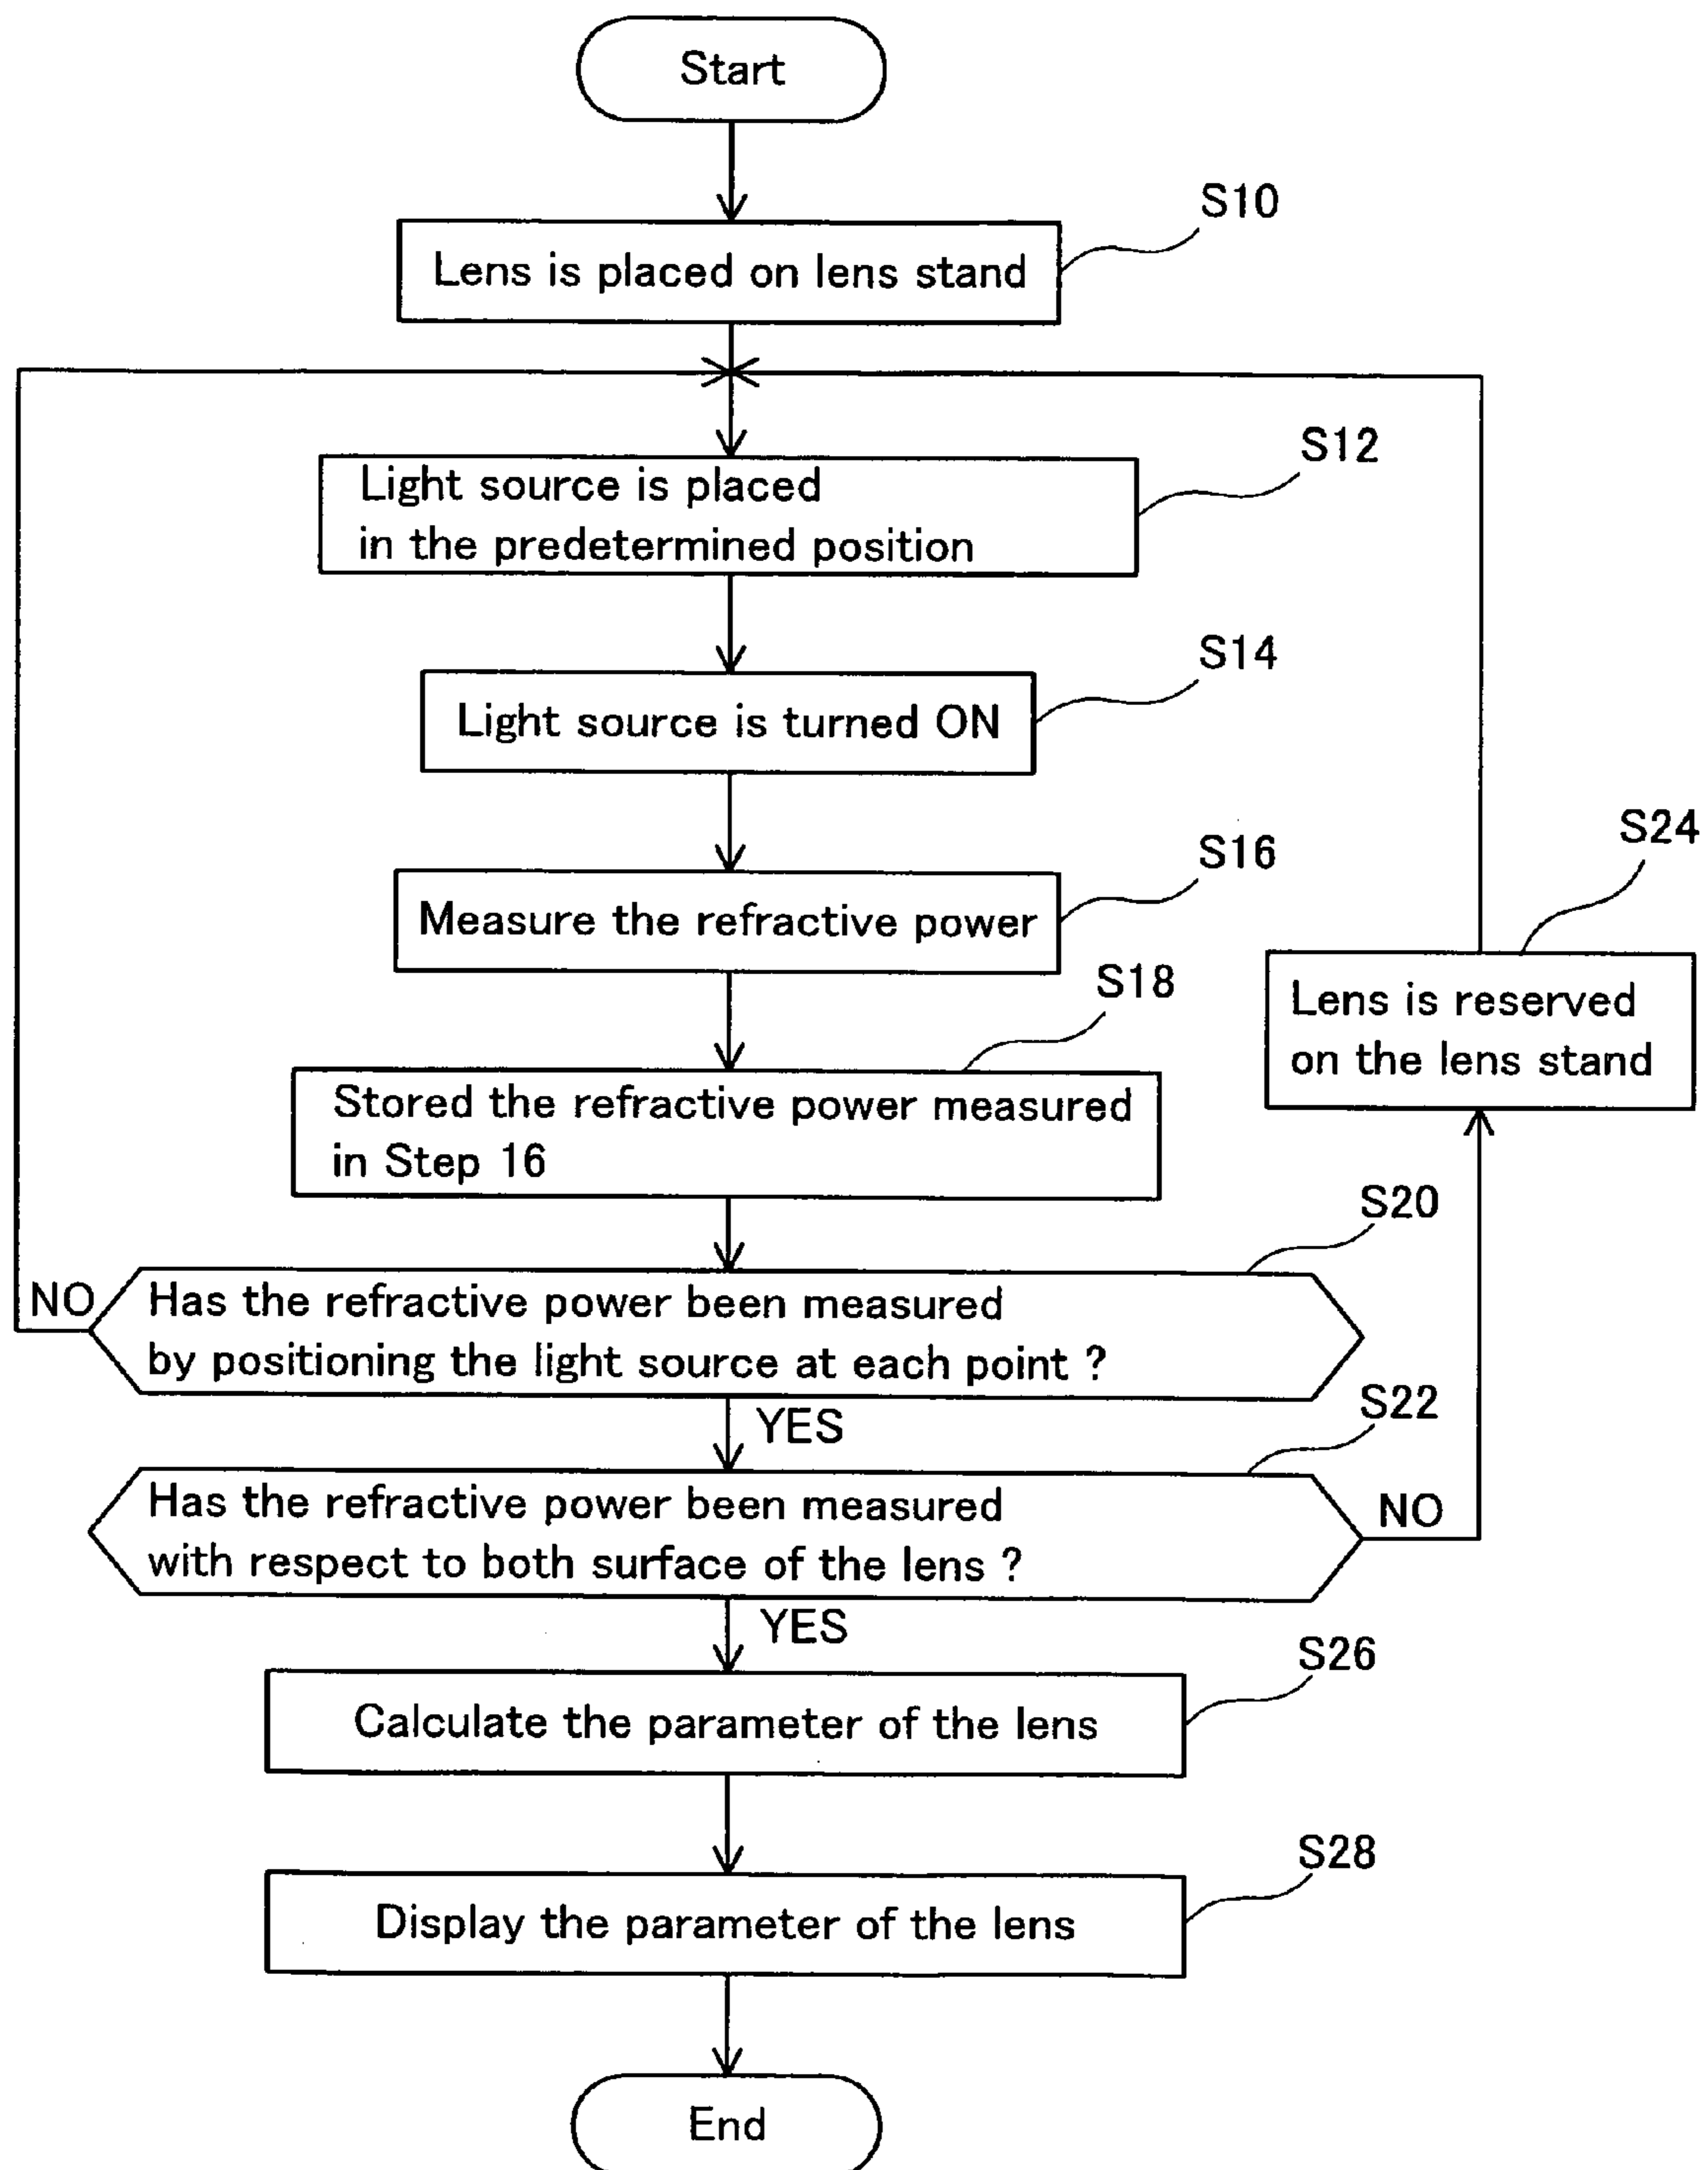 Start
S10
Lens is placed on lens stand
S12
Light source is placed
in the predetermined position
S14
Light source is turned ON
S16
Measure the refractive power
S24
Lens is reserved
on the lens stand
S18
Stored the refractive power measured
in Step 16
S20
NO
Has the refractive power been measured
by positioning the light source at each point ?
YES
S22
Has the refractive power been measured
with respect to both surface of the lens ?
NO
YES
S26
Calculate the parameter of the lens
S28
Display the parameter of the lens
End